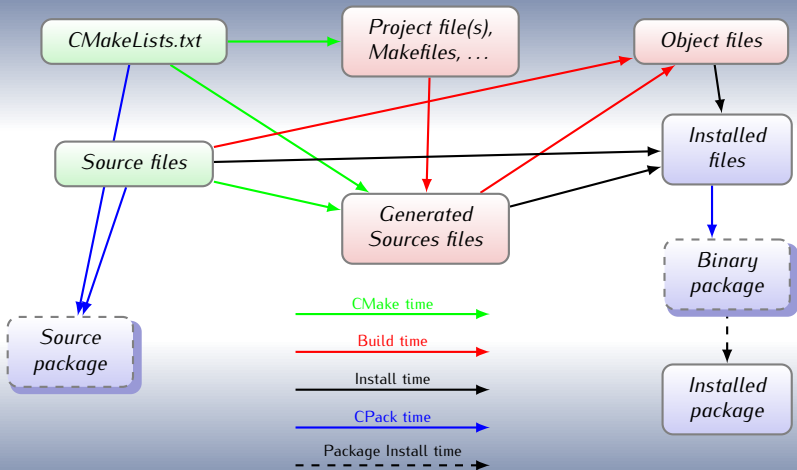 CMakeLists.txt
Project file(s),
Makefiles, ...
Object files
Source files
Installed
files
Generated
Sources files
Binary
package
Source
package
Installed
package
CMake time
Build time
Install time
CPack time
Package Install time